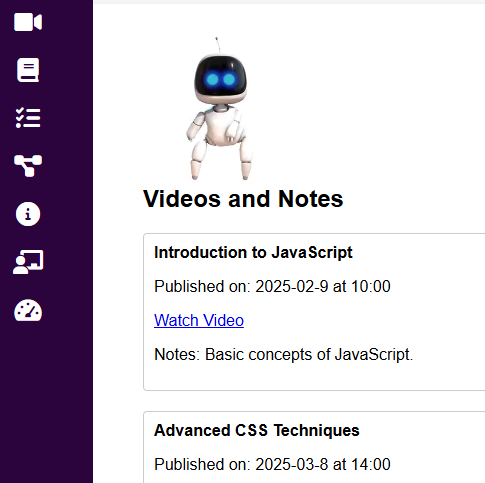 Videos and Notes
Introduction to JavaScript
Published on: 2025-02-9 at 10:00
Watch Video
Notes: Basic concepts of JavaScript.
Advanced CSS Techniques
Published on: 2025-03-8 at 14:00